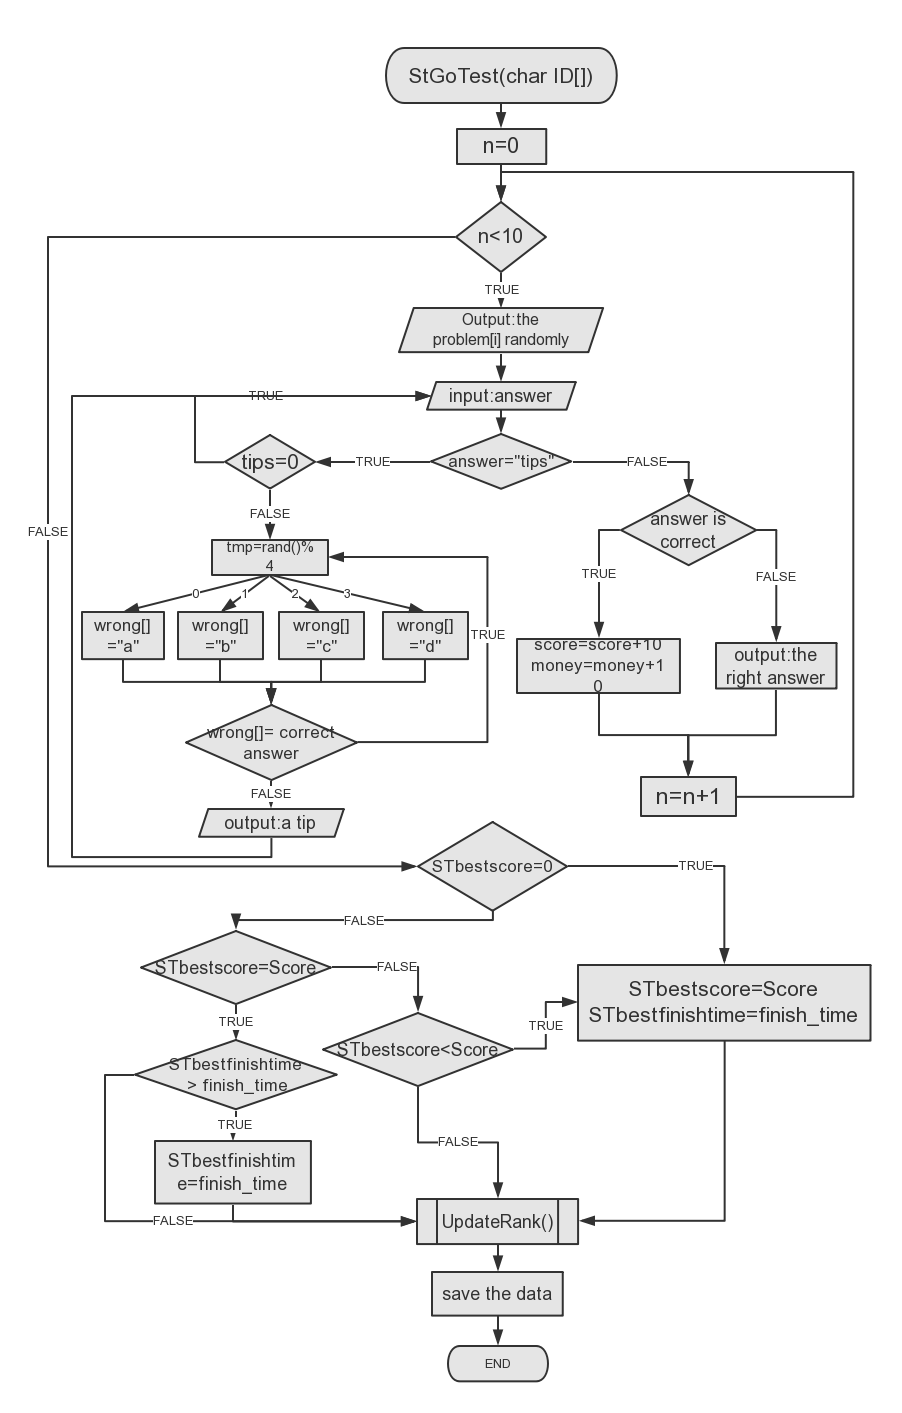 StGoTest(char ID[])
n=0
n<10
TRUE
Output:the
problem[i] randomly
input:answer
TRUE
tips=0
TRUE
answer="tips"
FALSE
answer is
correct
FALSE
FALSE
tmp=rand()%
4
TRUE
FALSE
0
1
2
3
wrong[]
="a"
wrong[]
="b"
wrong[]
="c"
wrong[]
="d"
TRUE
score=score+10
money=money+1
0
output:the
right answer
wrong[]= correct
answer
FALSE
n=n+1
output:a tip
STbestscore=0
TRUE
FALSE
STbestscore=Score
FALSE
STbestscore=Score
STbestfinishtime=finish_time
TRUE
TRUE
STbestscore<Score
STbestfinishtime
> finish_time
TRUE
FALSE
STbestfinishtim
e=finish_time
FALSE
UpdateRank()
save the data
END